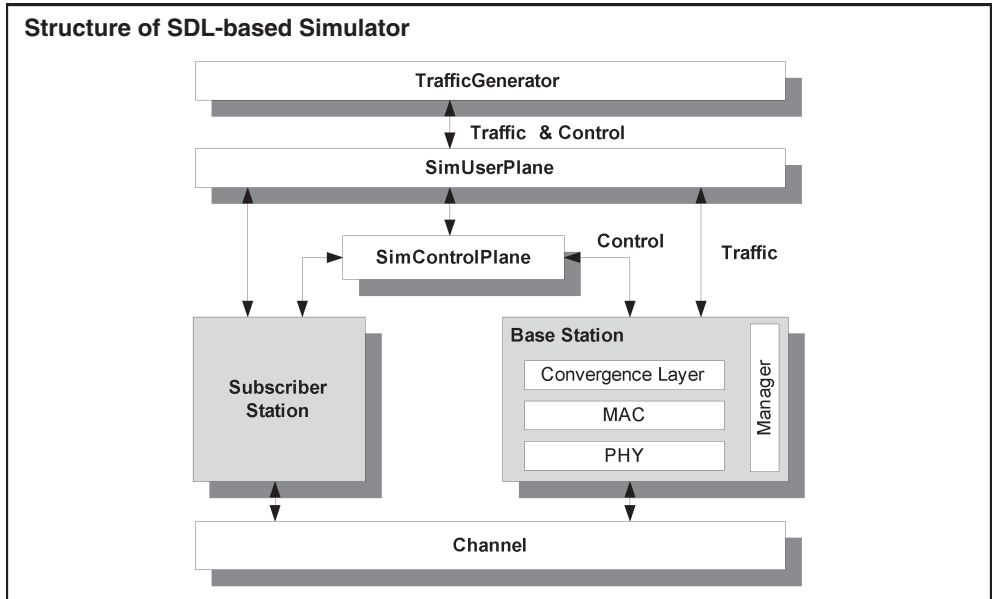 Structure of SDL-based Simulator
TrafficGenerator
Traffic & Control
SimUserPlane
SimControlPlane
Control
Traffic
Subscriber
Station
Base Station
Convergence Layer
MAC
PHY
Manager
Channel